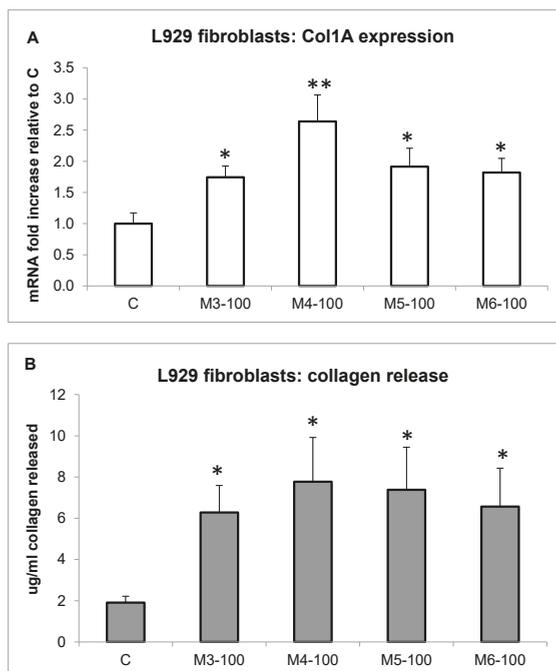 A
L929 fibroblasts: Col1A expression
mRNA fold increase relative to C
3.5
3.0
2.5
2.0
1.5
1.0
0.5
0.0
*
**
*
*
C M3-100 M4-100 M5-100 M6-100
B
L929 fibroblasts: collagen release
ug/ml collagen released
12
10
8
6
4
2
0
*
*
*
*
C M3-100 M4-100 M5-100 M6-100